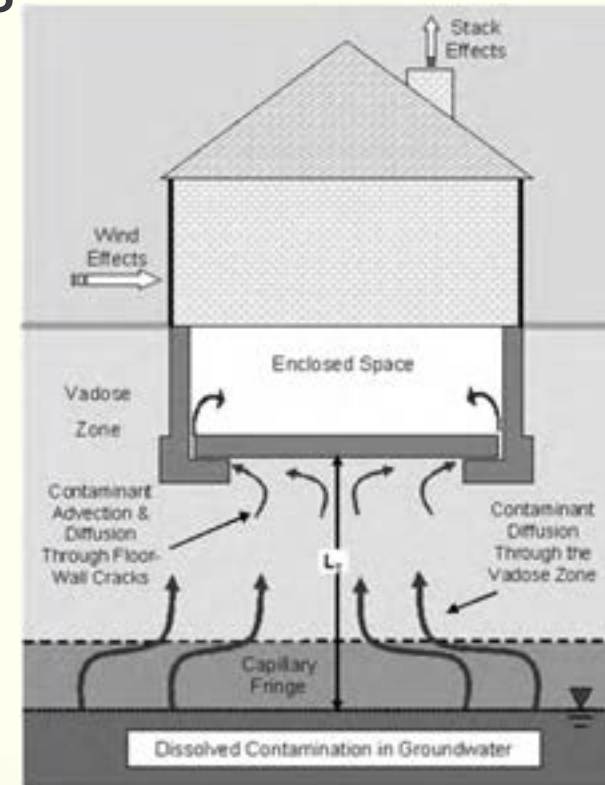 Stack
Effects
Wind
Effects
Enclosed Space
Vadose
Zone
Contaminant
Advection &
Diffusion
Through Floor-
Wall Cracks
Contaminant
Diffusion
Through the
Vadose Zone
Capillary
Fringe
Dissolved Contamination in Groundwater